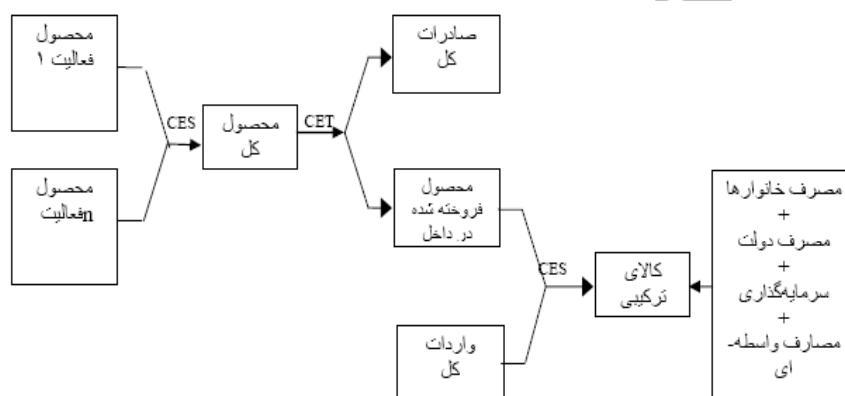 محصول
فعالیت ۱
CES
محصول
کل
CET
صادرات
کل
محصول
فعالیتn
محصول
فروخته شده
در داخل
CES
کالای
ترکیبی
واردات
کل
مصرف خانوارها
+
مصرف دولت
+
سرمایه‌گذاری
+
مصارف واسطه-
ای